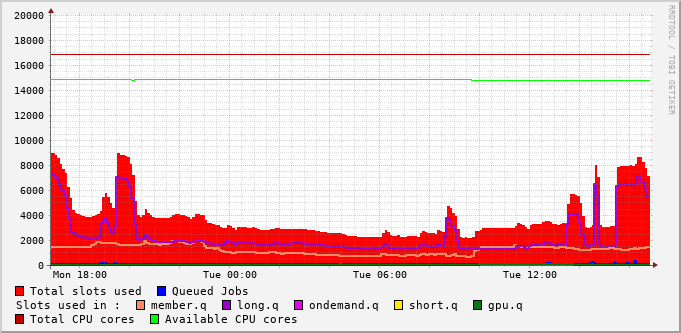 RRDTOOL / TOBI OETIKER
20000
18000
16000
14000
12000
10000
8000
6000
4000
2000
0
Mon 18:00 Tue 00:00 Tue 06:00 Tue 12:00
Total slots used Queued Jobs
Slots used in : member.q long.q ondemand.q short.q gpu.q
Total CPU cores Available CPU cores